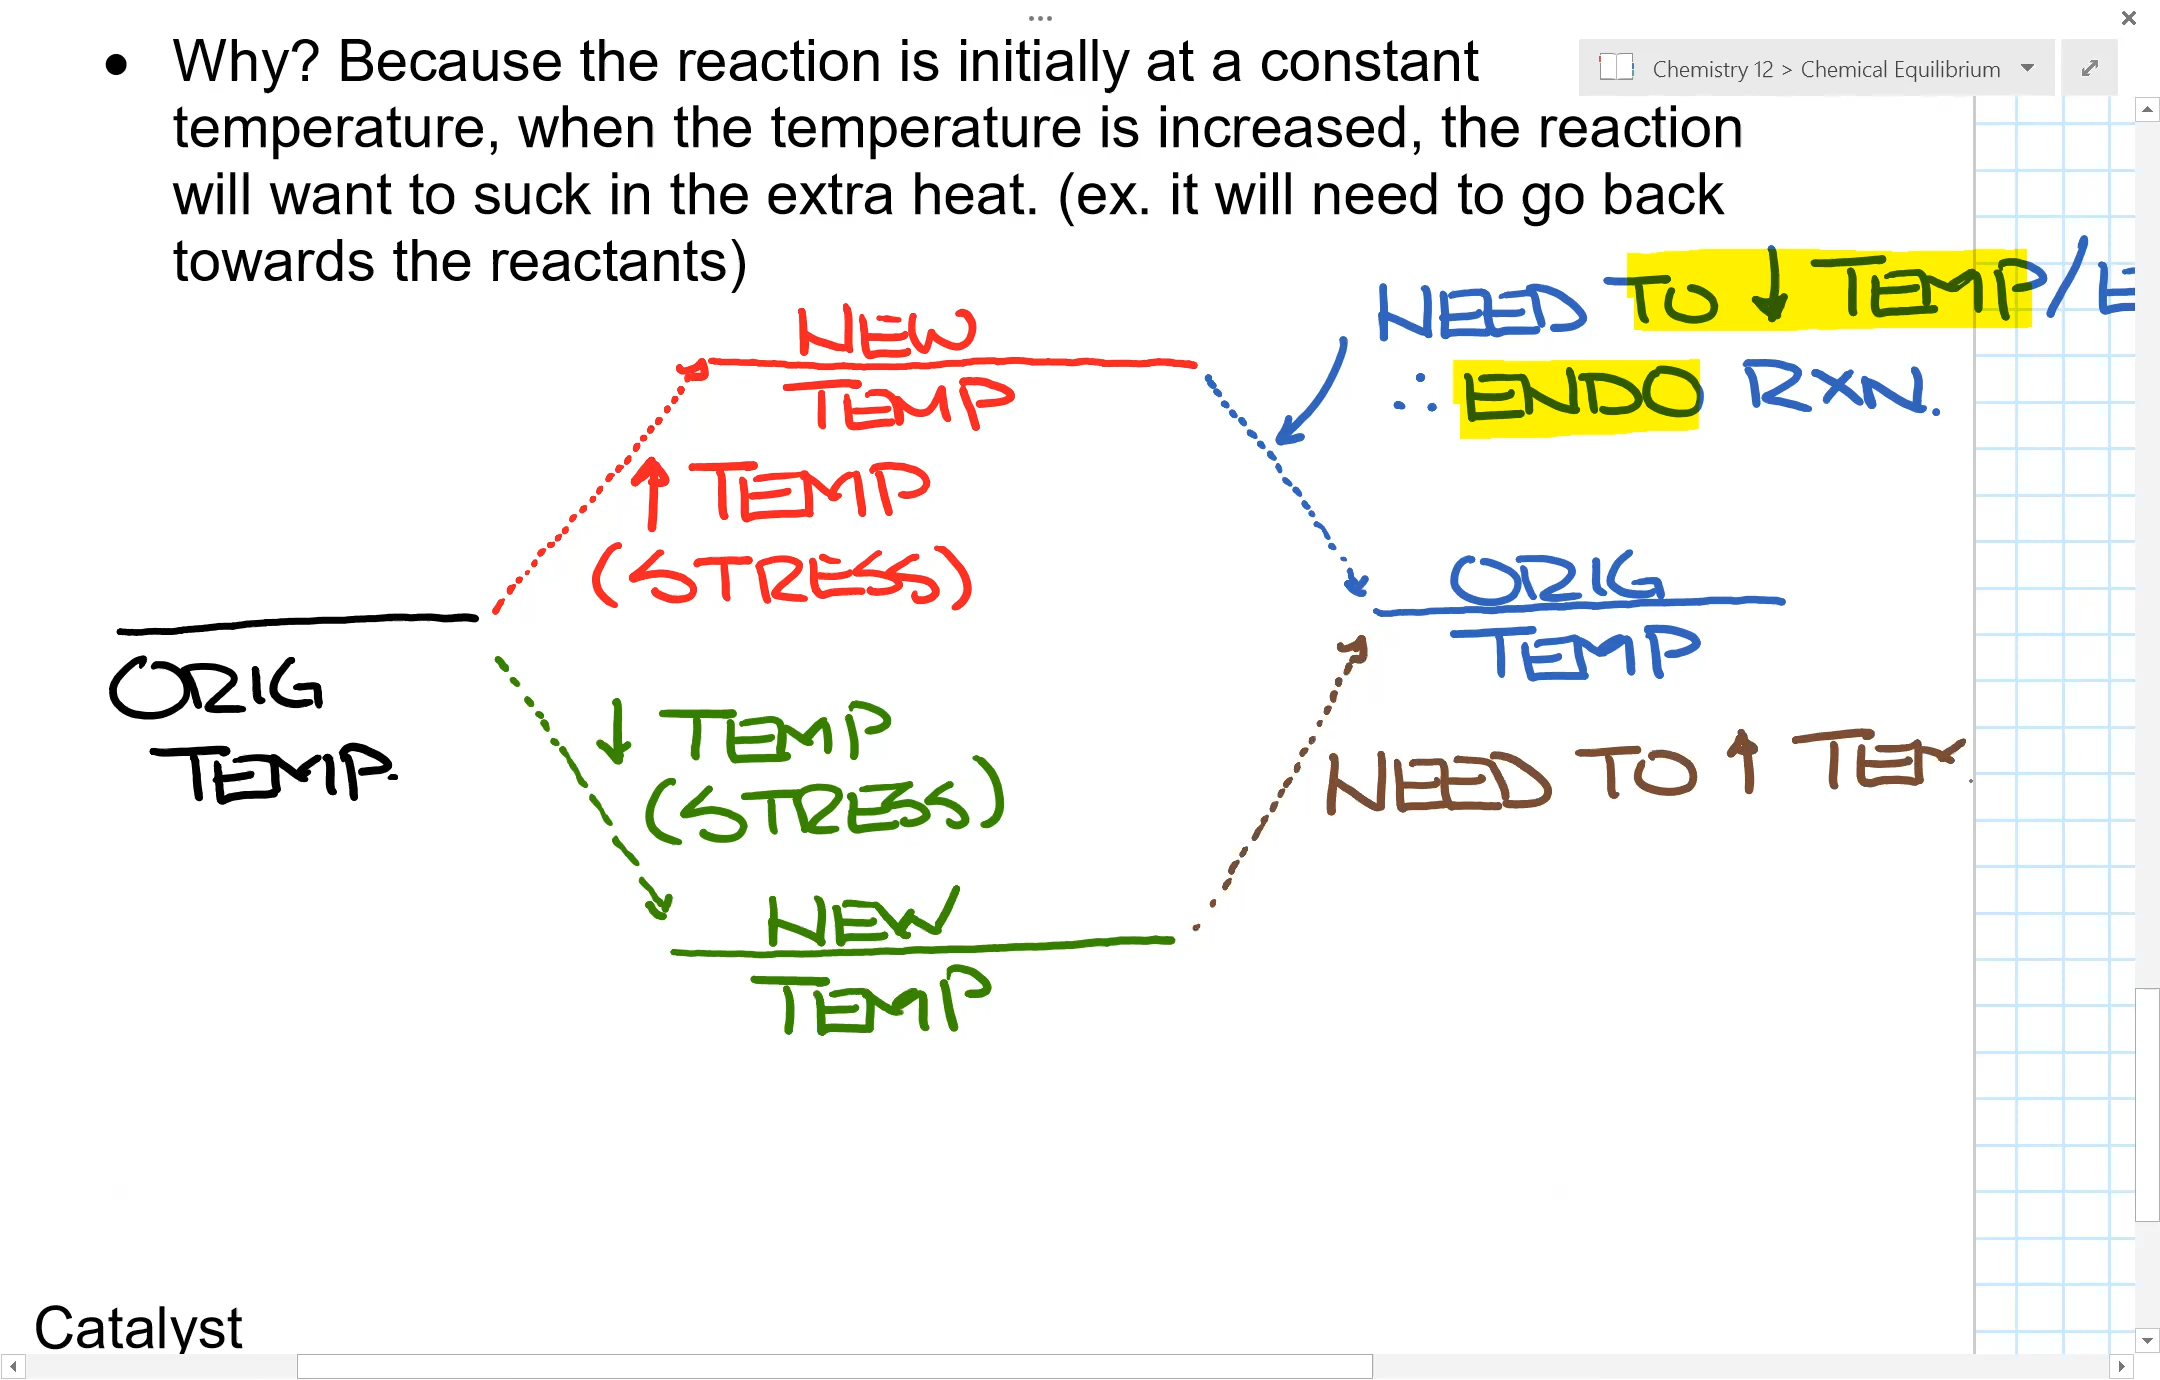 Why? Because the reaction is initially at a constant
temperature, when the temperature is increased, the reaction
will want to suck in the extra heat. (ex. it will need to go back
towards the reactants)
Chemistry 12 > Chemical Equilibrium
NEED TO ↓ TEMP/E
∴ ENDO RXN.
NEW
TEMP
↑ TEMP
(STRESS)
ORIG
TEMP.
ORIG
TEMP
↓ TEMP
(STRESS)
NEED TO ↑ TEM
NEW
TEMP
Catalyst